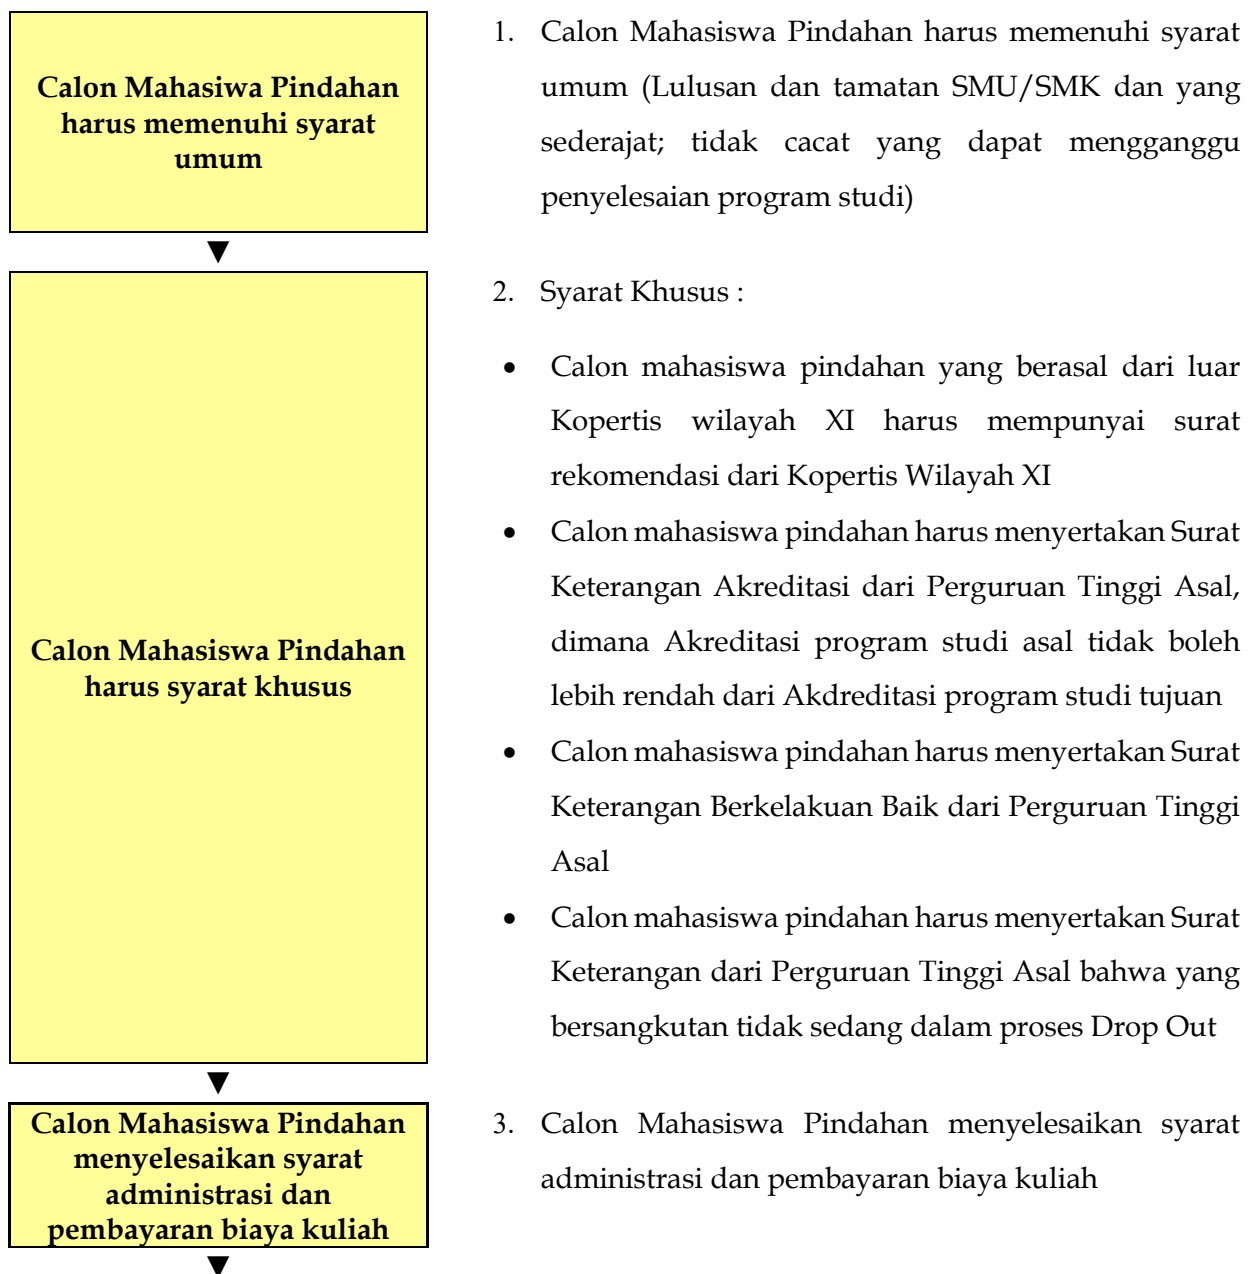 Calon Mahasiwa Pindahan
harus memenuhi syarat
umum
1. Calon Mahasiswa Pindahan harus memenuhi syarat
umum (Lulusan dan tamatan SMU/SMK dan yang
sederajat; tidak cacat yang dapat mengganggu
penyelesaian program studi)
▼
Calon Mahasiswa Pindahan
harus syarat khusus
2. Syarat Khusus :
• Calon mahasiswa pindahan yang berasal dari luar
Kopertis wilayah XI harus mempunyai surat
rekomendasi dari Kopertis Wilayah XI
• Calon mahasiswa pindahan harus menyertakan Surat
Keterangan Akreditasi dari Perguruan Tinggi Asal,
dimana Akreditasi program studi asal tidak boleh
lebih rendah dari Akdreditasi program studi tujuan
• Calon mahasiswa pindahan harus menyertakan Surat
Keterangan Berkelakuan Baik dari Perguruan Tinggi
Asal
• Calon mahasiswa pindahan harus menyertakan Surat
Keterangan dari Perguruan Tinggi Asal bahwa yang
bersangkutan tidak sedang dalam proses Drop Out
▼
Calon Mahasiswa Pindahan
menyelesaikan syarat
administrasi dan
pembayaran biaya kuliah
3. Calon Mahasiswa Pindahan menyelesaikan syarat
administrasi dan pembayaran biaya kuliah
▼